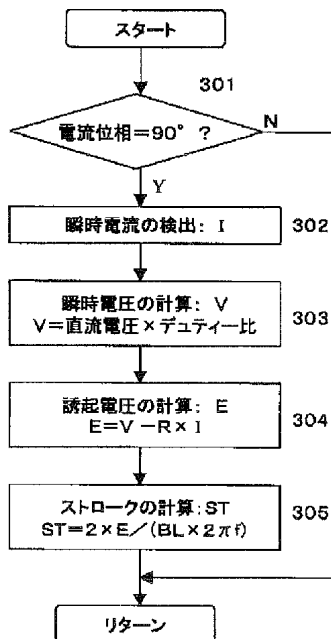 スタート
301
電流位相=90° ?
N
Y
瞬時電流の検出: I
302
瞬時電圧の計算: V
V=直流電圧×デューティー比
303
誘起電圧の計算: E
E=V-R×I
304
ストロークの計算:ST
ST=2×E/(BL×2πf)
305
リターン